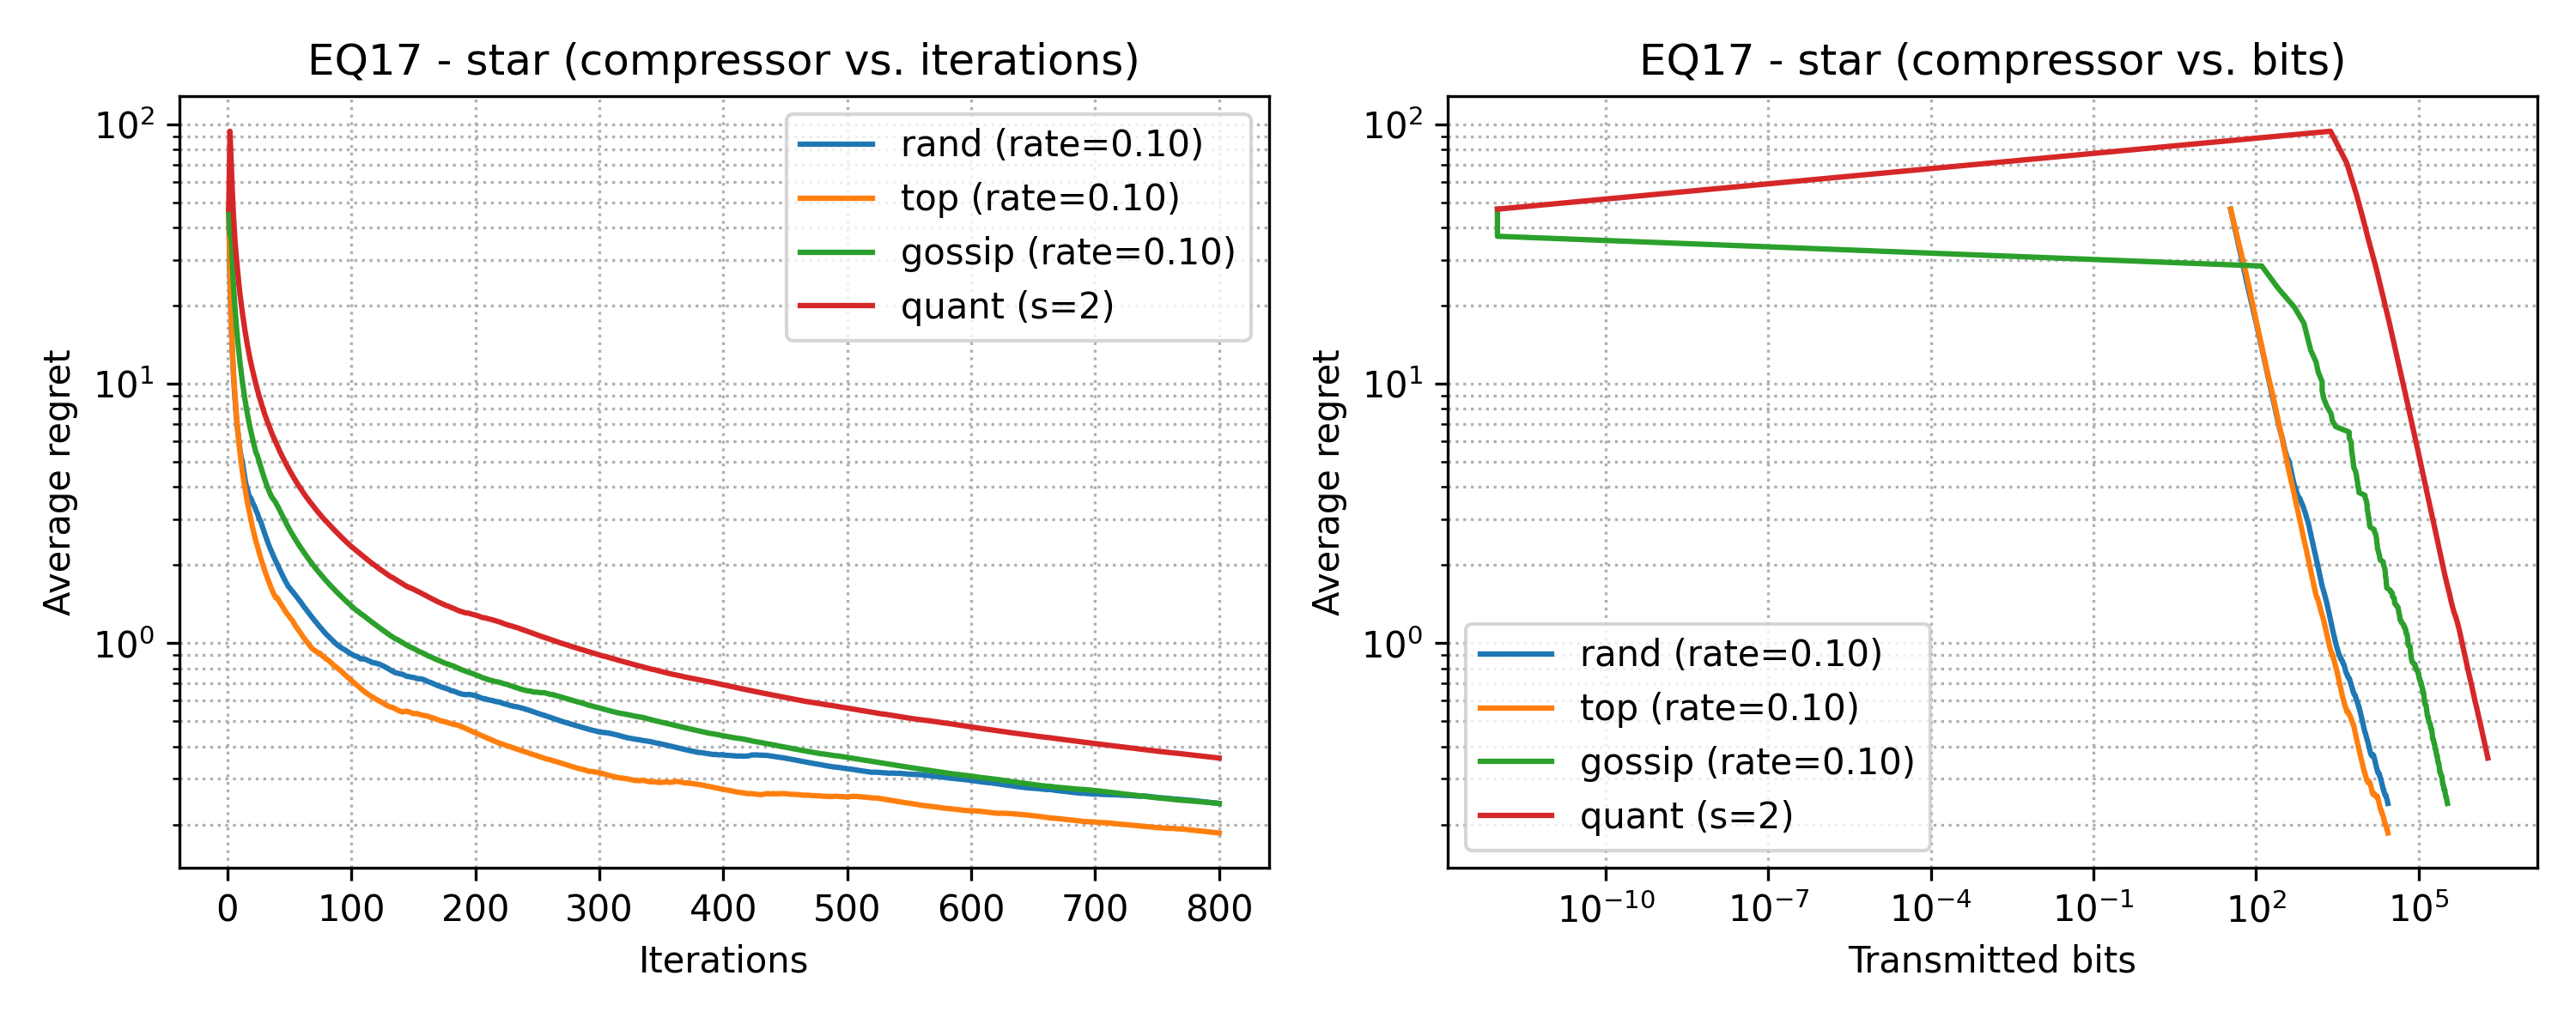 EQ17 - star (compressor vs. iterations)
Average regret
10²
10¹
10⁰
rand (rate=0.10)
top (rate=0.10)
gossip (rate=0.10)
quant (s=2)
0 100 200 300 400 500 600 700 800
Iterations
EQ17 - star (compressor vs. bits)
Average regret
10²
10¹
10⁰
rand (rate=0.10)
top (rate=0.10)
gossip (rate=0.10)
quant (s=2)
10⁻¹⁰ 10⁻⁷ 10⁻⁴ 10⁻¹ 10² 10⁵
Transmitted bits